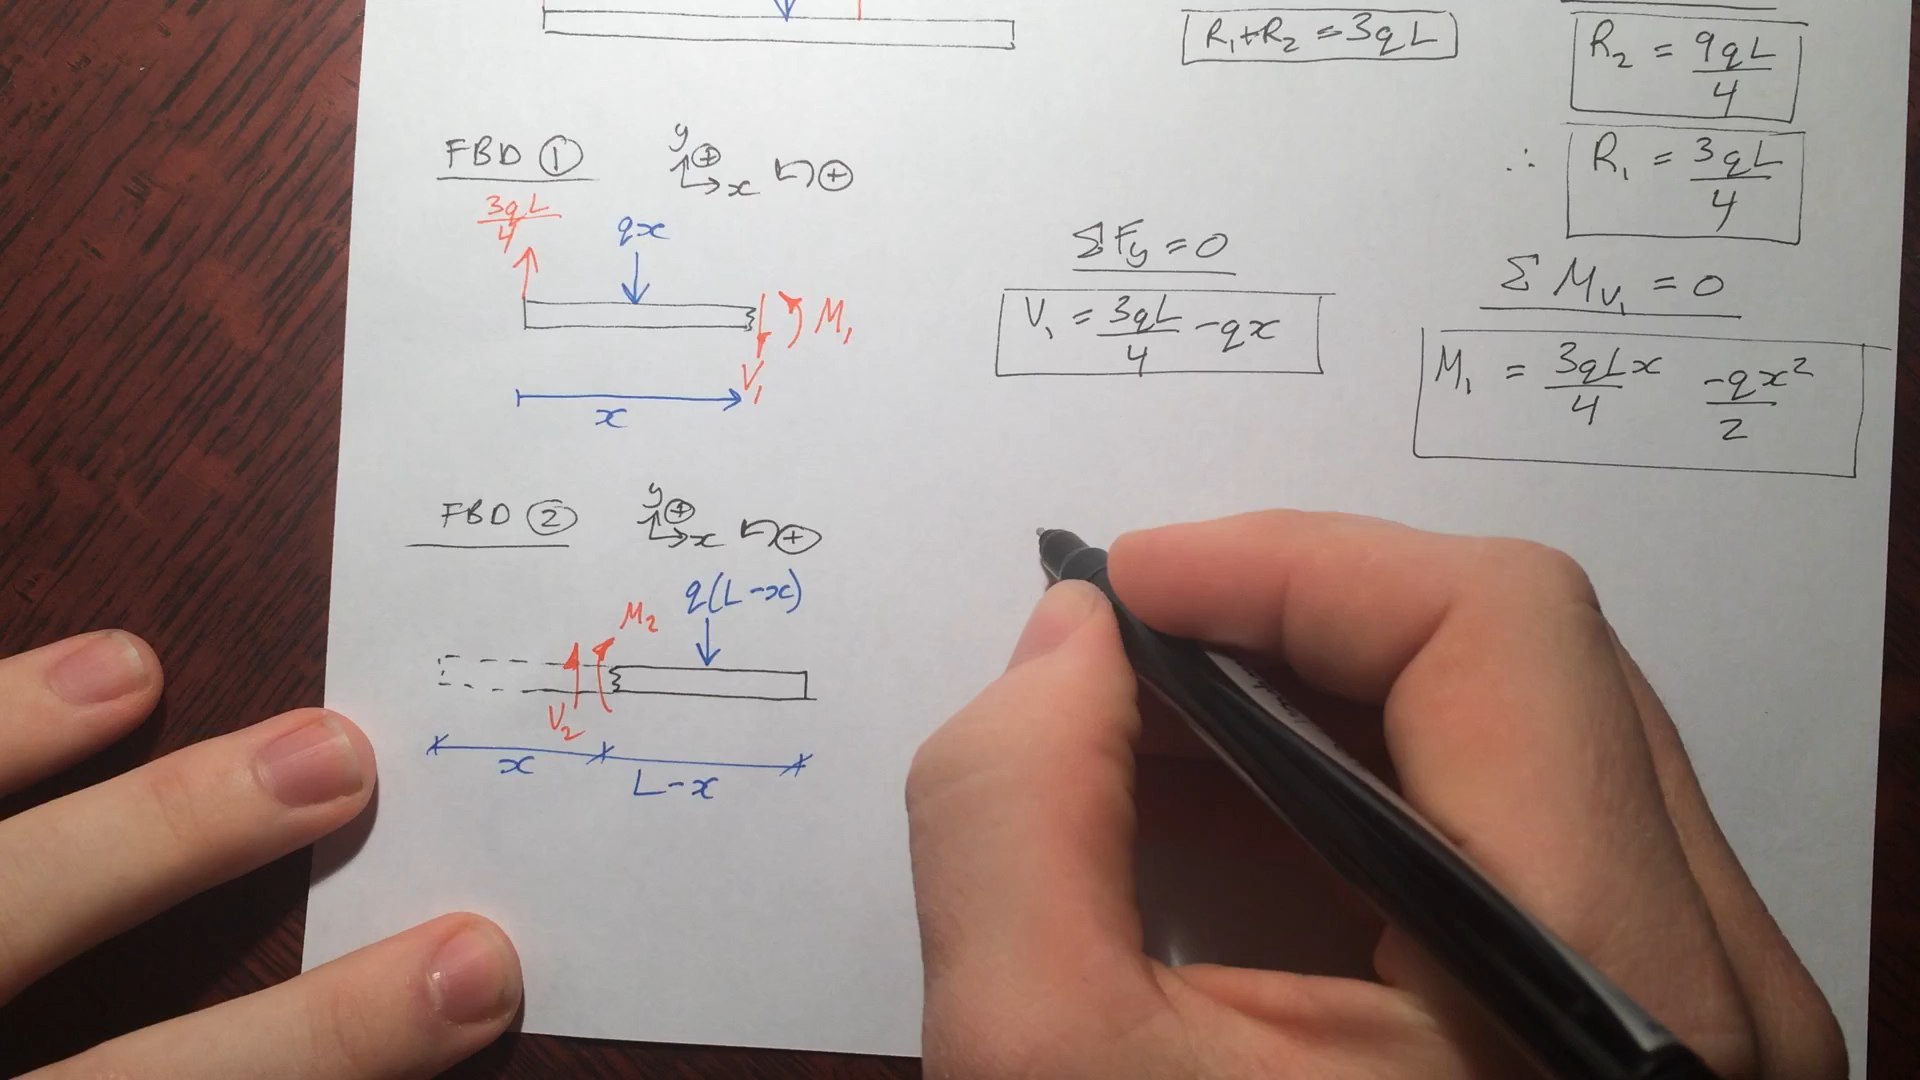 R₁+R₂ = 3qL
R₂ = 9qL/4
∴ R₁ = 3qL/4
FBD ①
y ⊕
x
⊕
3qL/4
qx
M₁
V₁
x
ΣFy = 0
V₁ = 3qL/4 - qx
Σ M_V₁ = 0
M₁ = 3qLx/4 -qx²/2
FBD ②
y ⊕
x
⊕
q(L-x)
M₂
V₂
x
L-x